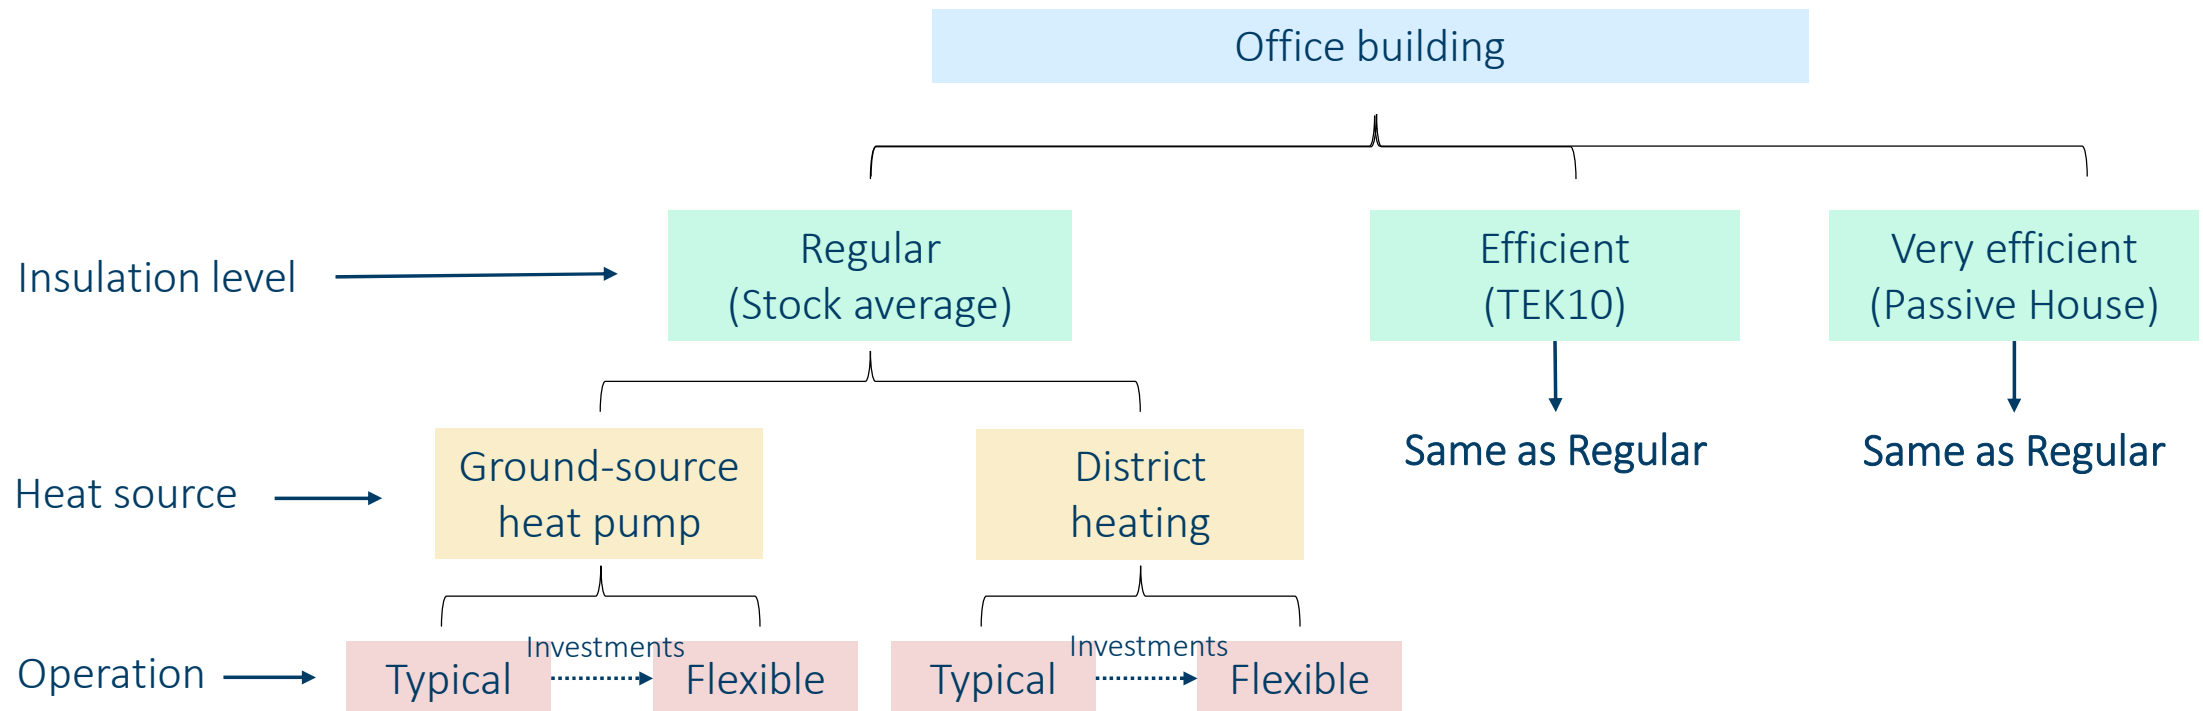 Office building
Insulation level
Regular
(Stock average)
Efficient
(TEK10)
Very efficient
(Passive House)
Same as Regular
Same as Regular
Heat source
Ground-source
heat pump
District
heating
Operation
Typical
Investments
Flexible
Typical
Investments
Flexible